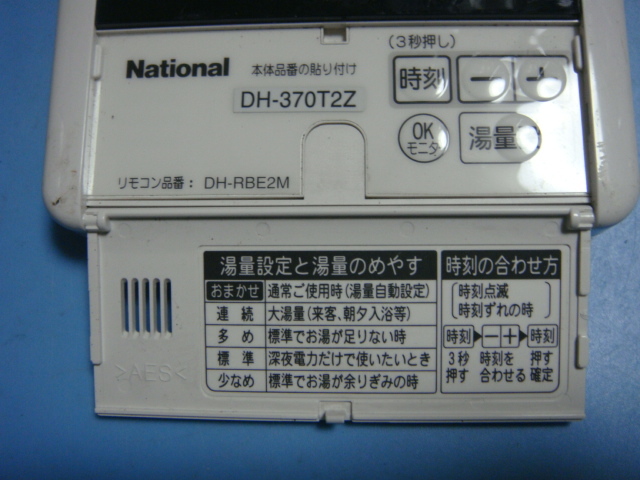 (3秒押し)
National
本体品番の貼り付け
時刻 − +
DH-370T2Z
OK
モニター
湯量
リモコン品番: DH-RBE2M
湯量設定と湯量のめやす
おまかせ 通常ご使用時(湯量自動設定)
連続 大湯量(来客、朝夕入浴等)
多め 標準でお湯が足りない時
標準 深夜電力だけで使いたいとき
少なめ 標準でお湯が余りぎみの時
時刻の合わせ方
時刻点滅
時刻ずれの時
時刻▶−+▶時刻
3秒 時刻を 押す
押す 合わせる 確定
>AES<